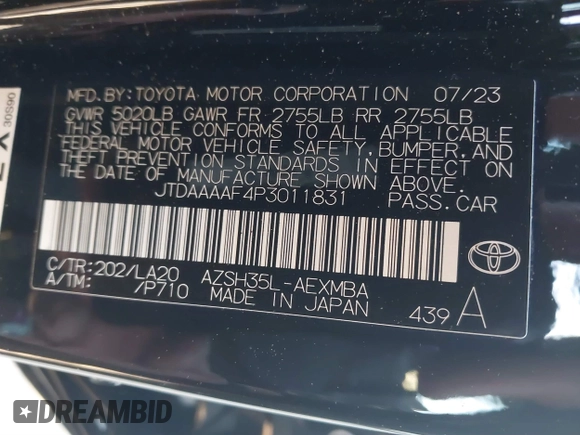 30S90
MFD.BY:TOYOTA MOTOR CORPORATION 07/23
GVWR 5020LB GAWR FR 2755LB RR 2755LB
THIS VEHICLE CONFORMS TO ALL APPLICABLE
FEDERAL MOTOR VEHICLE SAFETY, BUMPER, AND
THEFT PREVENTION STANDARDS IN EFFECT ON
THE DATE OF MANUFACTURE SHOWN ABOVE.
JTDAAAAF4P3011831 PASS.CAR
C/TR:202/LA20 AZSH35L-AEXMBA
A/TM: /P710 MADE IN JAPAN
439 A
TOYOTA
DREAMBID